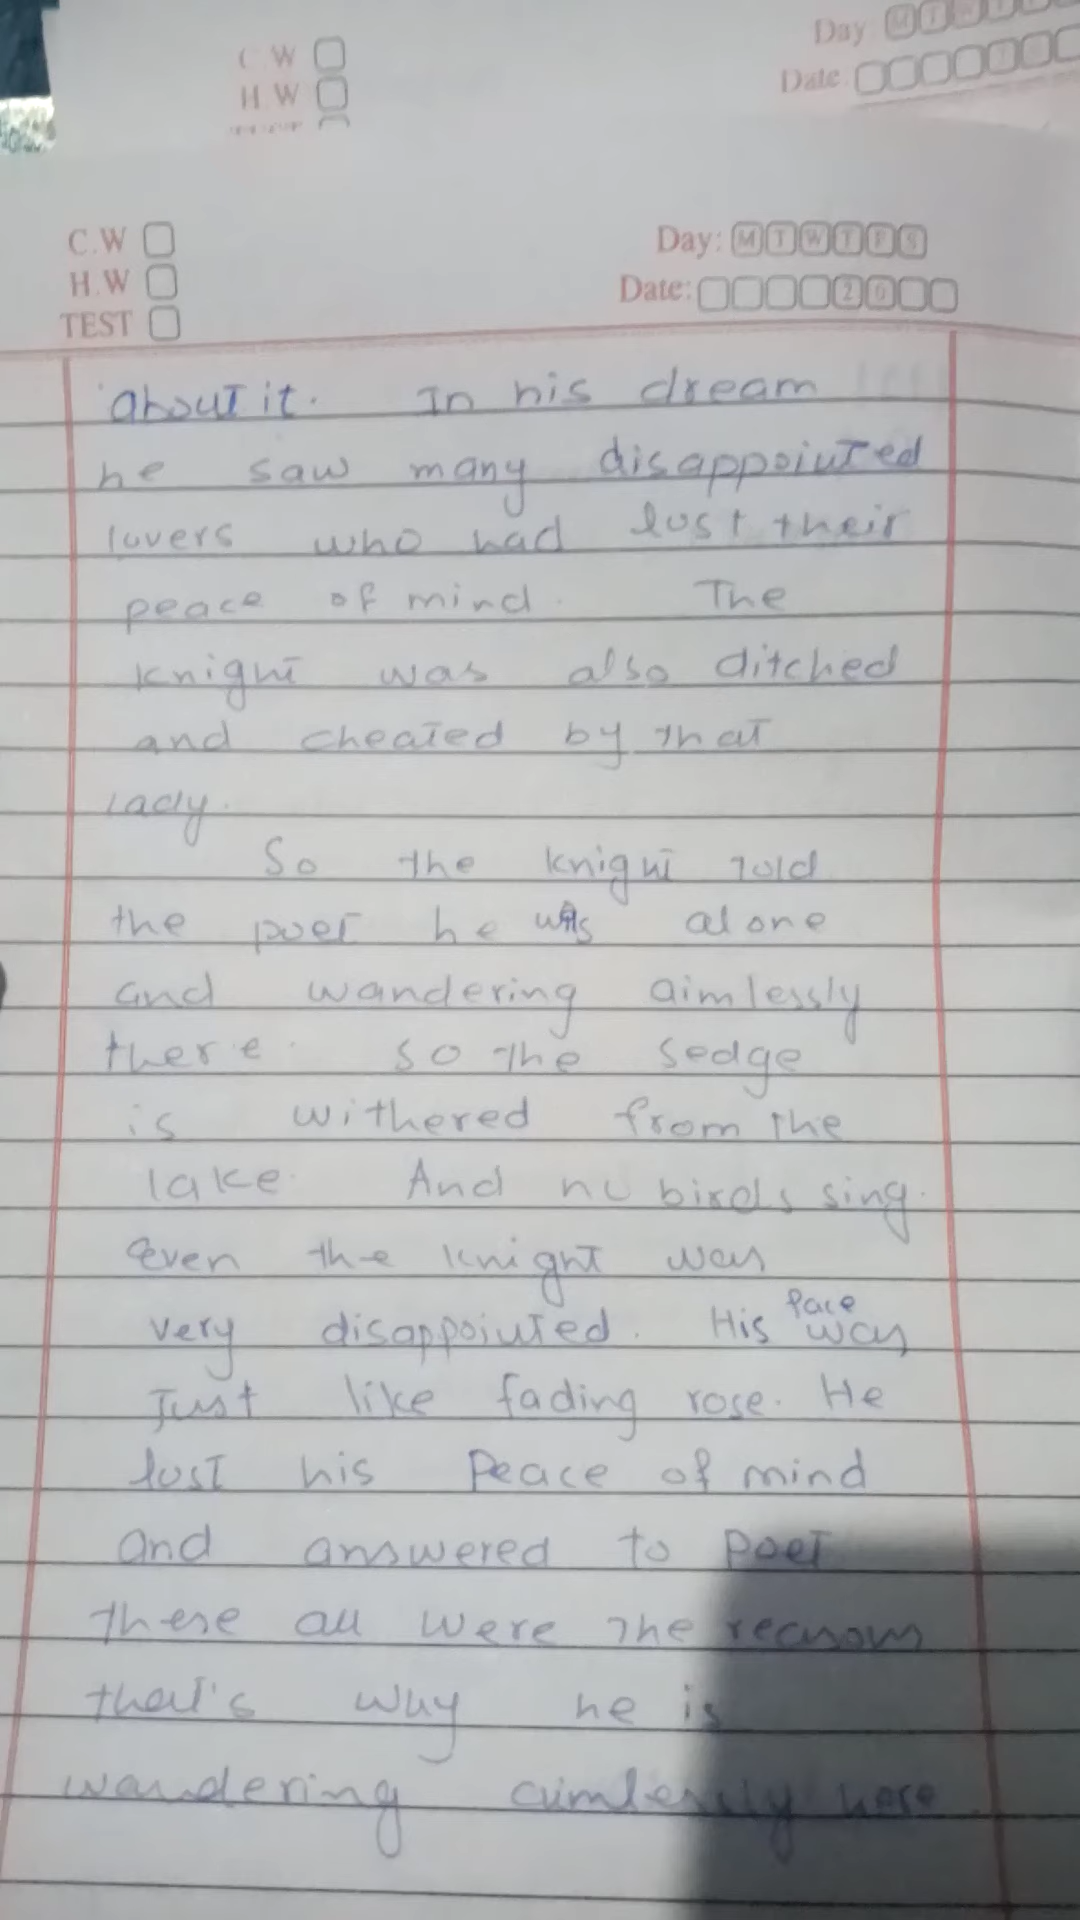 C.W
H.W
Day: M T W
Date
C.W
H.W
TEST
Day: M T W T F S
Date: 2 0
about it. In his dream
he saw many disappointed
lovers who had lost their
peace of mind. The
knight was also ditched
and cheated by that
lady.
So the knight told
the poet he was alone
and wandering aimlessly
there. so the sedge
is withered from the
lake. And no birds sing.
even the knight was
very disappointed. His face was
Just like fading rose. He
lost his Peace of mind
and answered to poet
these all were the reasons
that's why he is
wandering aimlessly here.